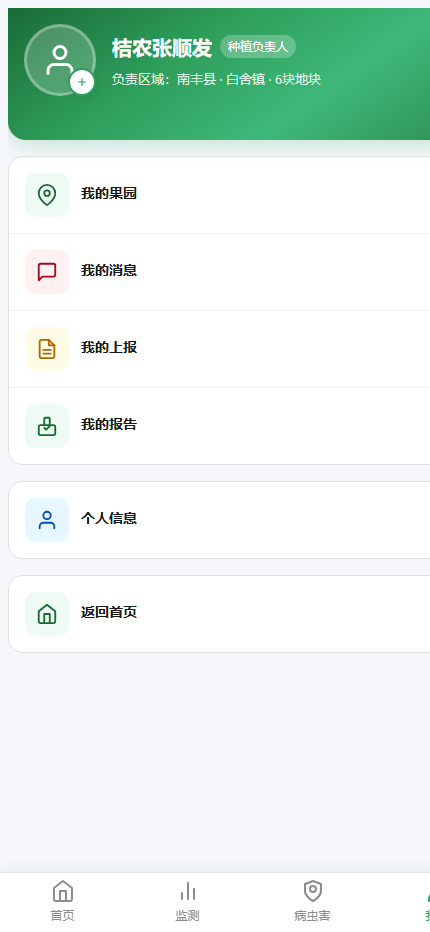 桔农张顺发 种植负责人
负责区域：南丰县 · 白舍镇 · 6块地块
我的果园
我的消息
我的上报
我的报告
个人信息
返回首页
首页 监测 病虫害